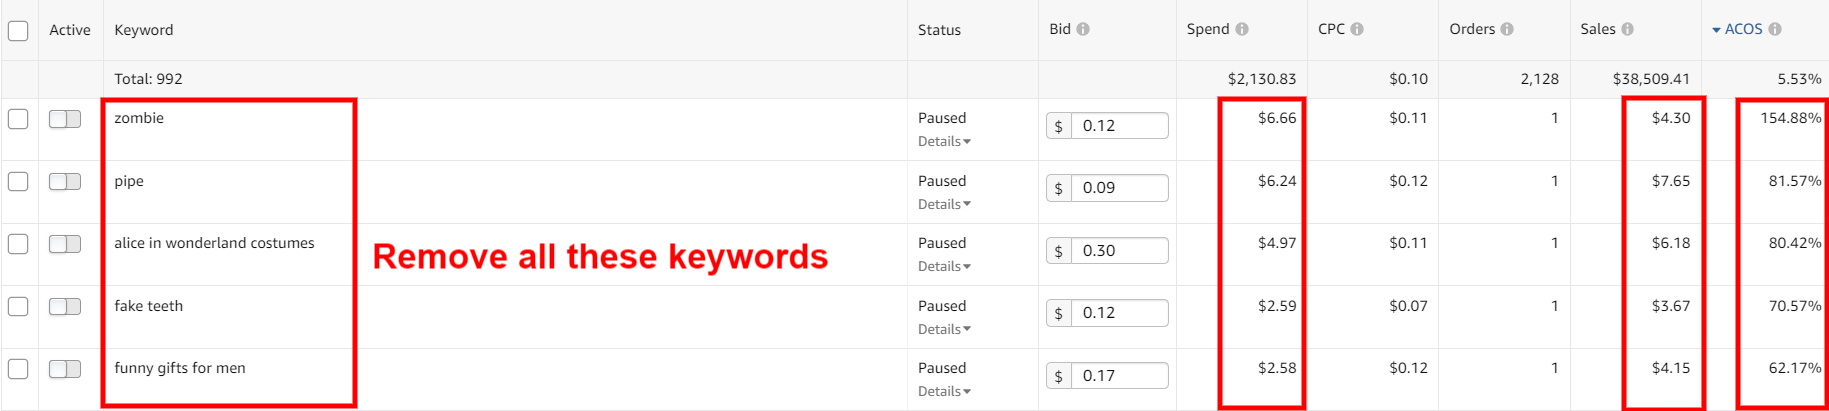 Active Keyword Status Bid Spend CPC Orders Sales ACOS
Total: 992 $2,130.83 $0.10 2,128 $38,509.41 5.53%
zombie Paused $ 0.12 $6.66 $0.11 1 $4.30 154.88%
Details
pipe Paused $ 0.09 $6.24 $0.12 1 $7.65 81.57%
Details
alice in wonderland costumes Paused $ 0.30 $4.97 $0.11 1 $6.18 80.42%
Remove all these keywords
Details
fake teeth Paused $ 0.12 $2.59 $0.07 1 $3.67 70.57%
Details
funny gifts for men Paused $ 0.17 $2.58 $0.12 1 $4.15 62.17%
Details